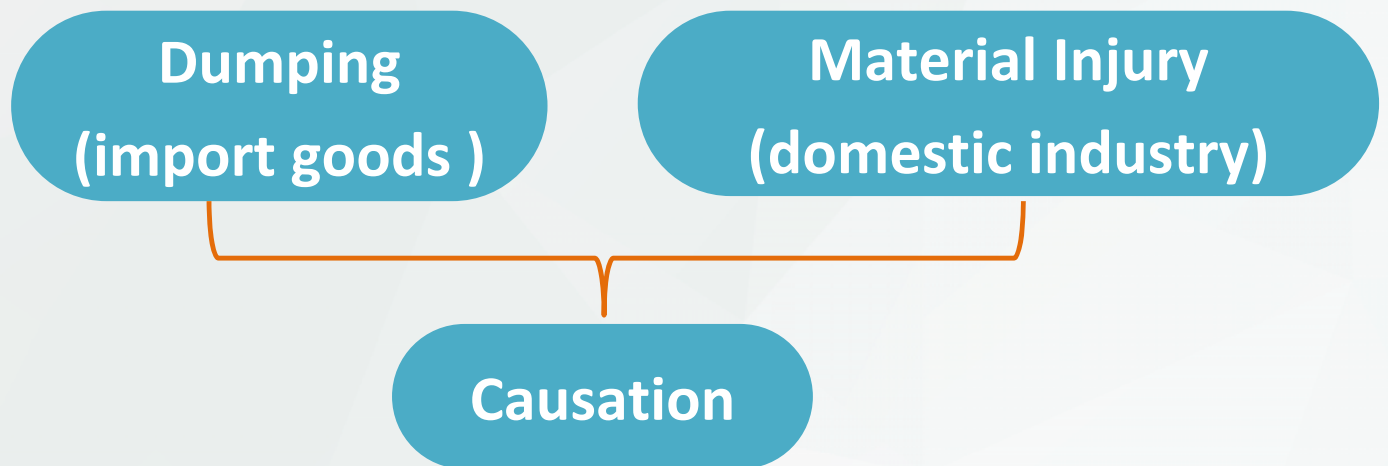 Dumping
(import goods )
Material Injury
(domestic industry)
Causation